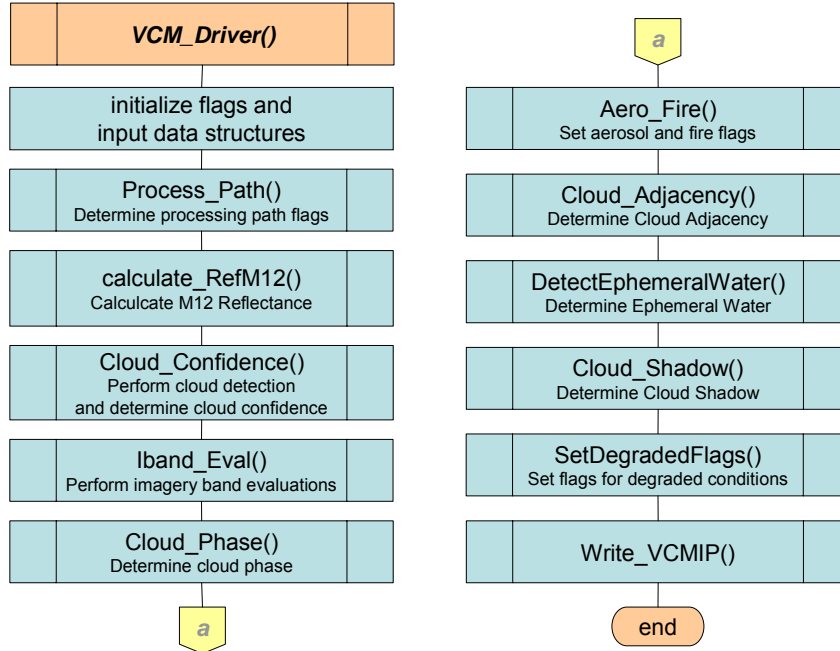 VCM_Driver()
initialize flags and
input data structures
Process_Path()
Determine processing path flags
calculate_RefM12()
Calculcate M12 Reflectance
Cloud_Confidence()
Perform cloud detection
and determine cloud confidence
Iband_Eval()
Perform imagery band evaluations
Cloud_Phase()
Determine cloud phase
a
a
Aero_Fire()
Set aerosol and fire flags
Cloud_Adjacency()
Determine Cloud Adjacency
DetectEphemeralWater()
Determine Ephemeral Water
Cloud_Shadow()
Determine Cloud Shadow
SetDegradedFlags()
Set flags for degraded conditions
Write_VCMIP()
end